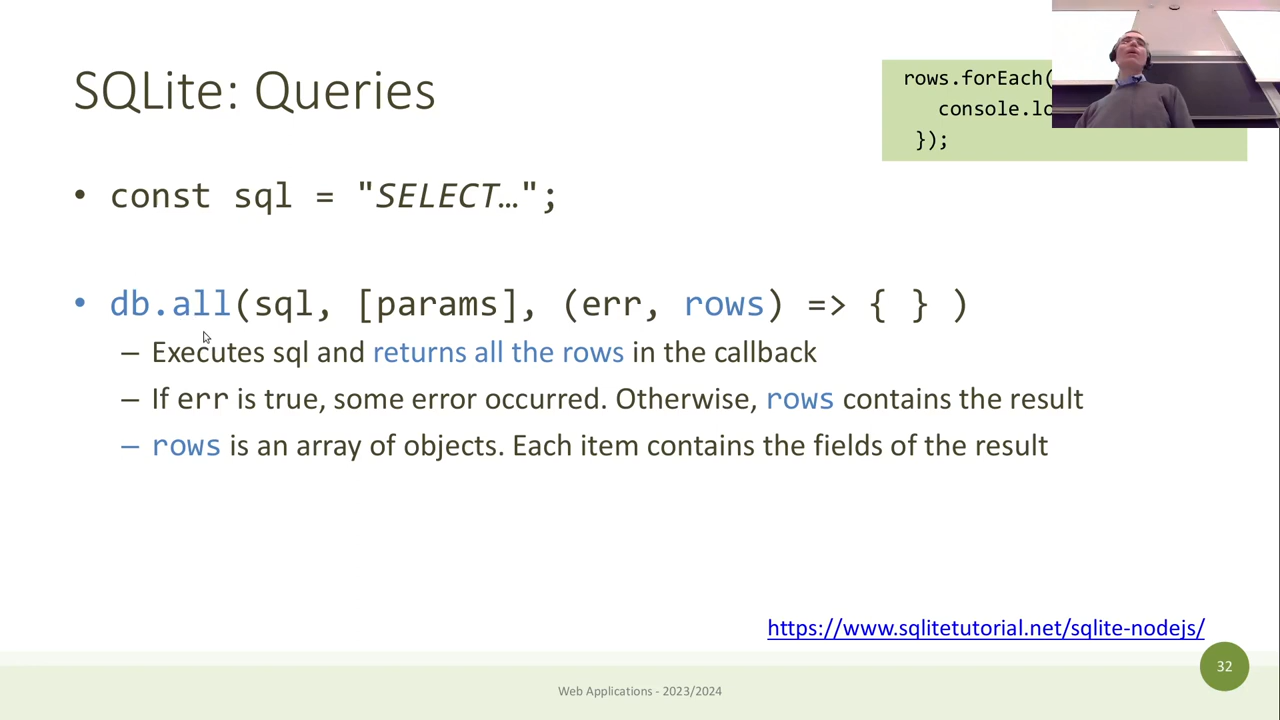 SQLite: Queries
rows.forEach(
console.lo
});
• const sql = "SELECT…";
• db.all(sql, [params], (err, rows) => { } )
– Executes sql and returns all the rows in the callback
– If err is true, some error occurred. Otherwise, rows contains the result
– rows is an array of objects. Each item contains the fields of the result
https://www.sqlitetutorial.net/sqlite-nodejs/
32
Web Applications - 2023/2024